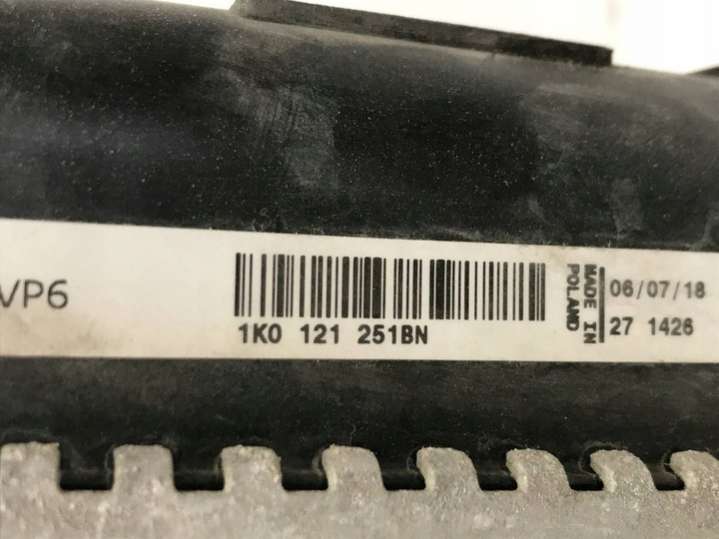 VP6
1K0 121 251BN
MADE IN
POLAND
06/07/18
27 1426